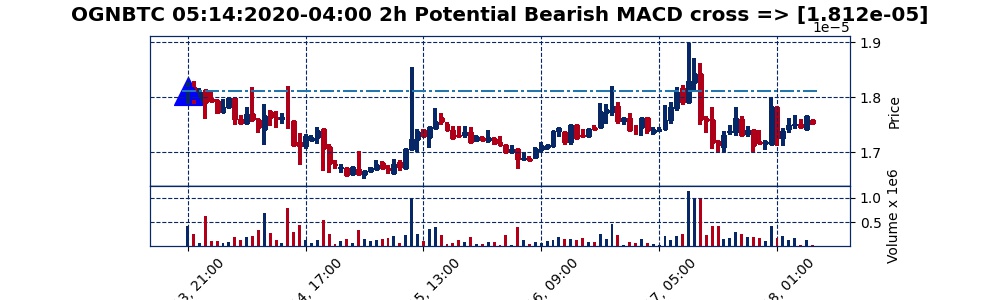 OGNBTC 05:14:2020-04:00 2h Potential Bearish MACD cross => [1.812e-05]
1e−5
1.9
1.8
1.7
Price
1.0
0.5
Volume x 1e6
3, 21:00
4, 17:00
5, 13:00
6, 09:00
7, 05:00
8, 01:00